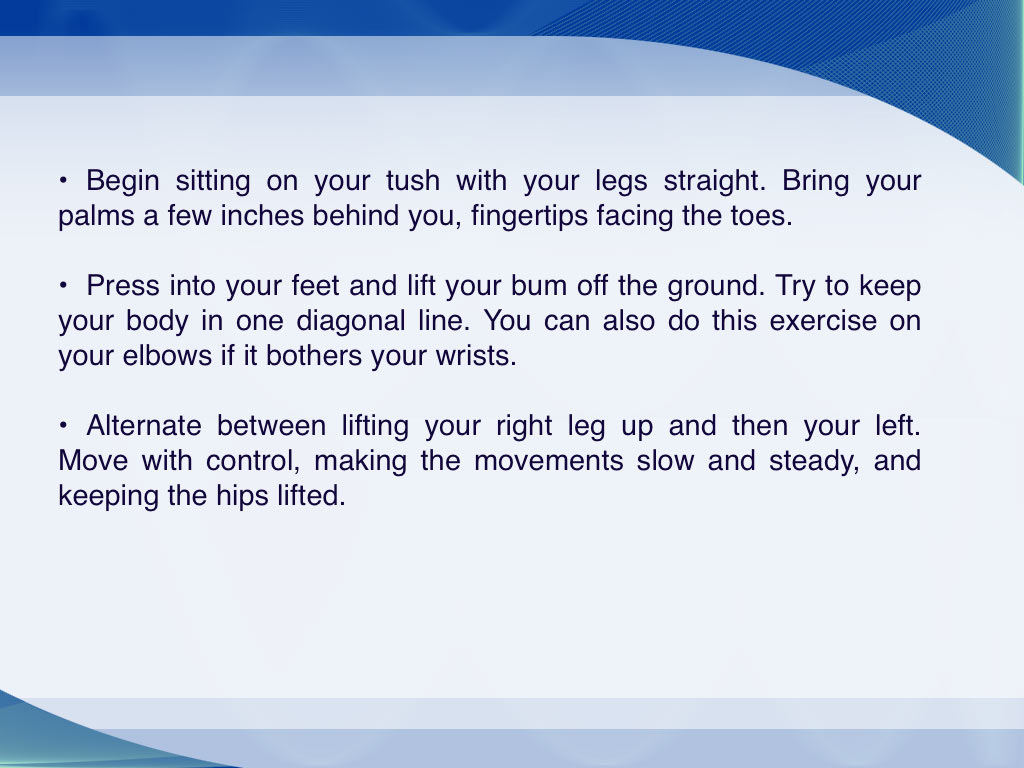 • Begin sitting on your tush with your legs straight. Bring your
palms a few inches behind you, fingertips facing the toes.
• Press into your feet and lift your bum off the ground. Try to keep
your body in one diagonal line. You can also do this exercise on
your elbows if it bothers your wrists.
• Alternate between lifting your right leg up and then your left.
Move with control, making the movements slow and steady, and
keeping the hips lifted.